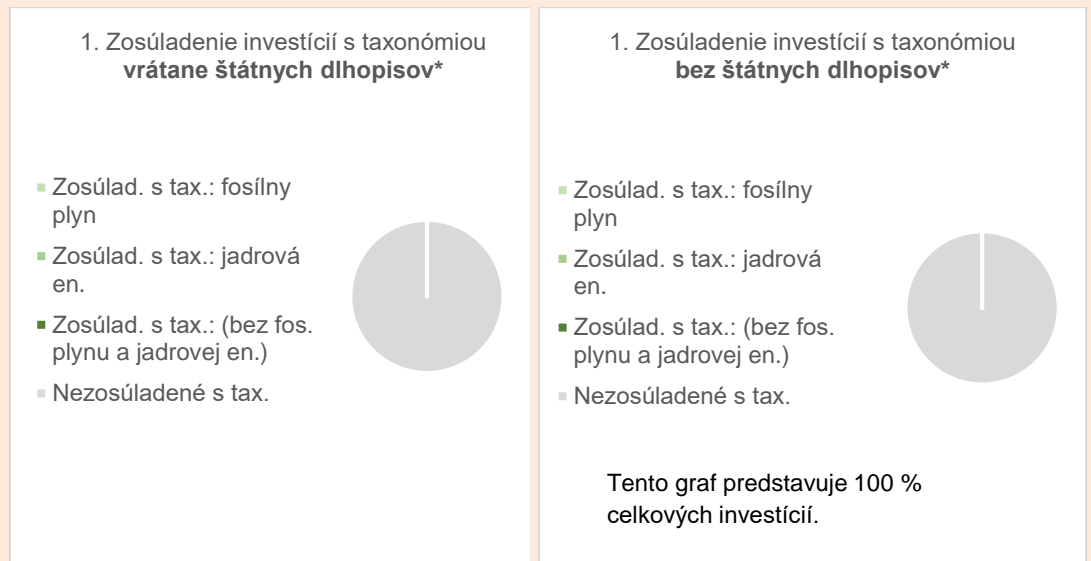 1. Zosúladenie investícií s taxonómiou
vrátane štátnych dlhopisov*
Zosúlad. s tax.: fosílny
plyn
Zosúlad. s tax.: jadrová
en.
Zosúlad. s tax.: (bez fos.
plynu a jadrovej en.)
Nezosúladené s tax.
1. Zosúladenie investícií s taxonómiou
bez štátnych dlhopisov*
Zosúlad. s tax.: fosílny
plyn
Zosúlad. s tax.: jadrová
en.
Zosúlad. s tax.: (bez fos.
plynu a jadrovej en.)
Nezosúladené s tax.
Tento graf predstavuje 100 %
celkových investícií.